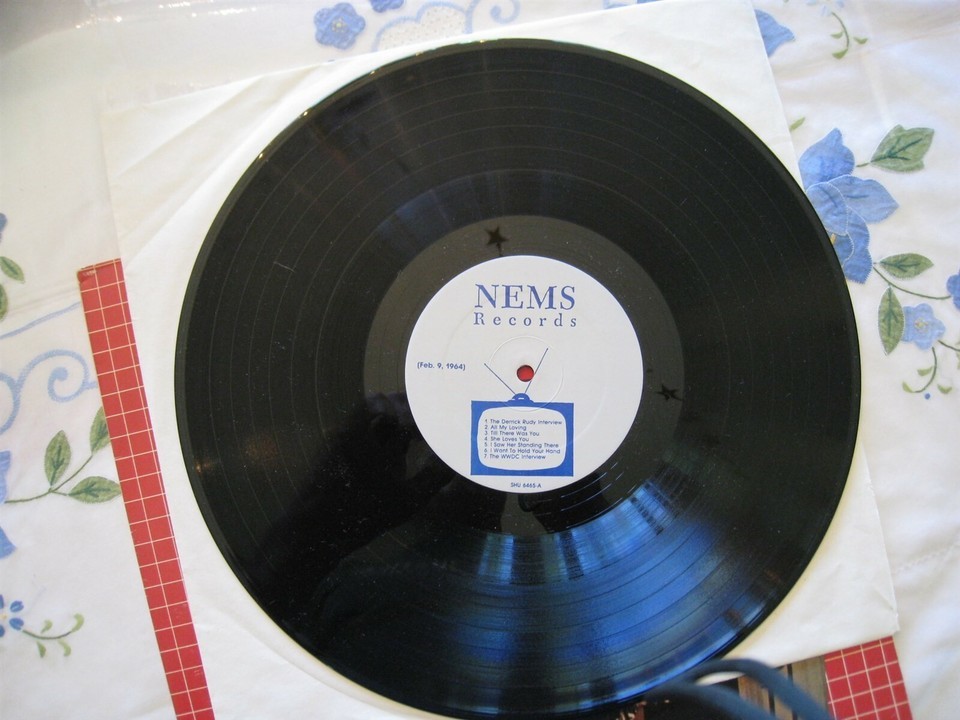 NEMS
Records
(Feb. 9, 1964)
1. The Derrick Rudy Interview
2. All My Loving
3. Till There Was You
4. She Loves You
5. I Saw Her Standing There
6. I Want To Hold Your Hand
7. The WWDC Interview
SHU 6465-A